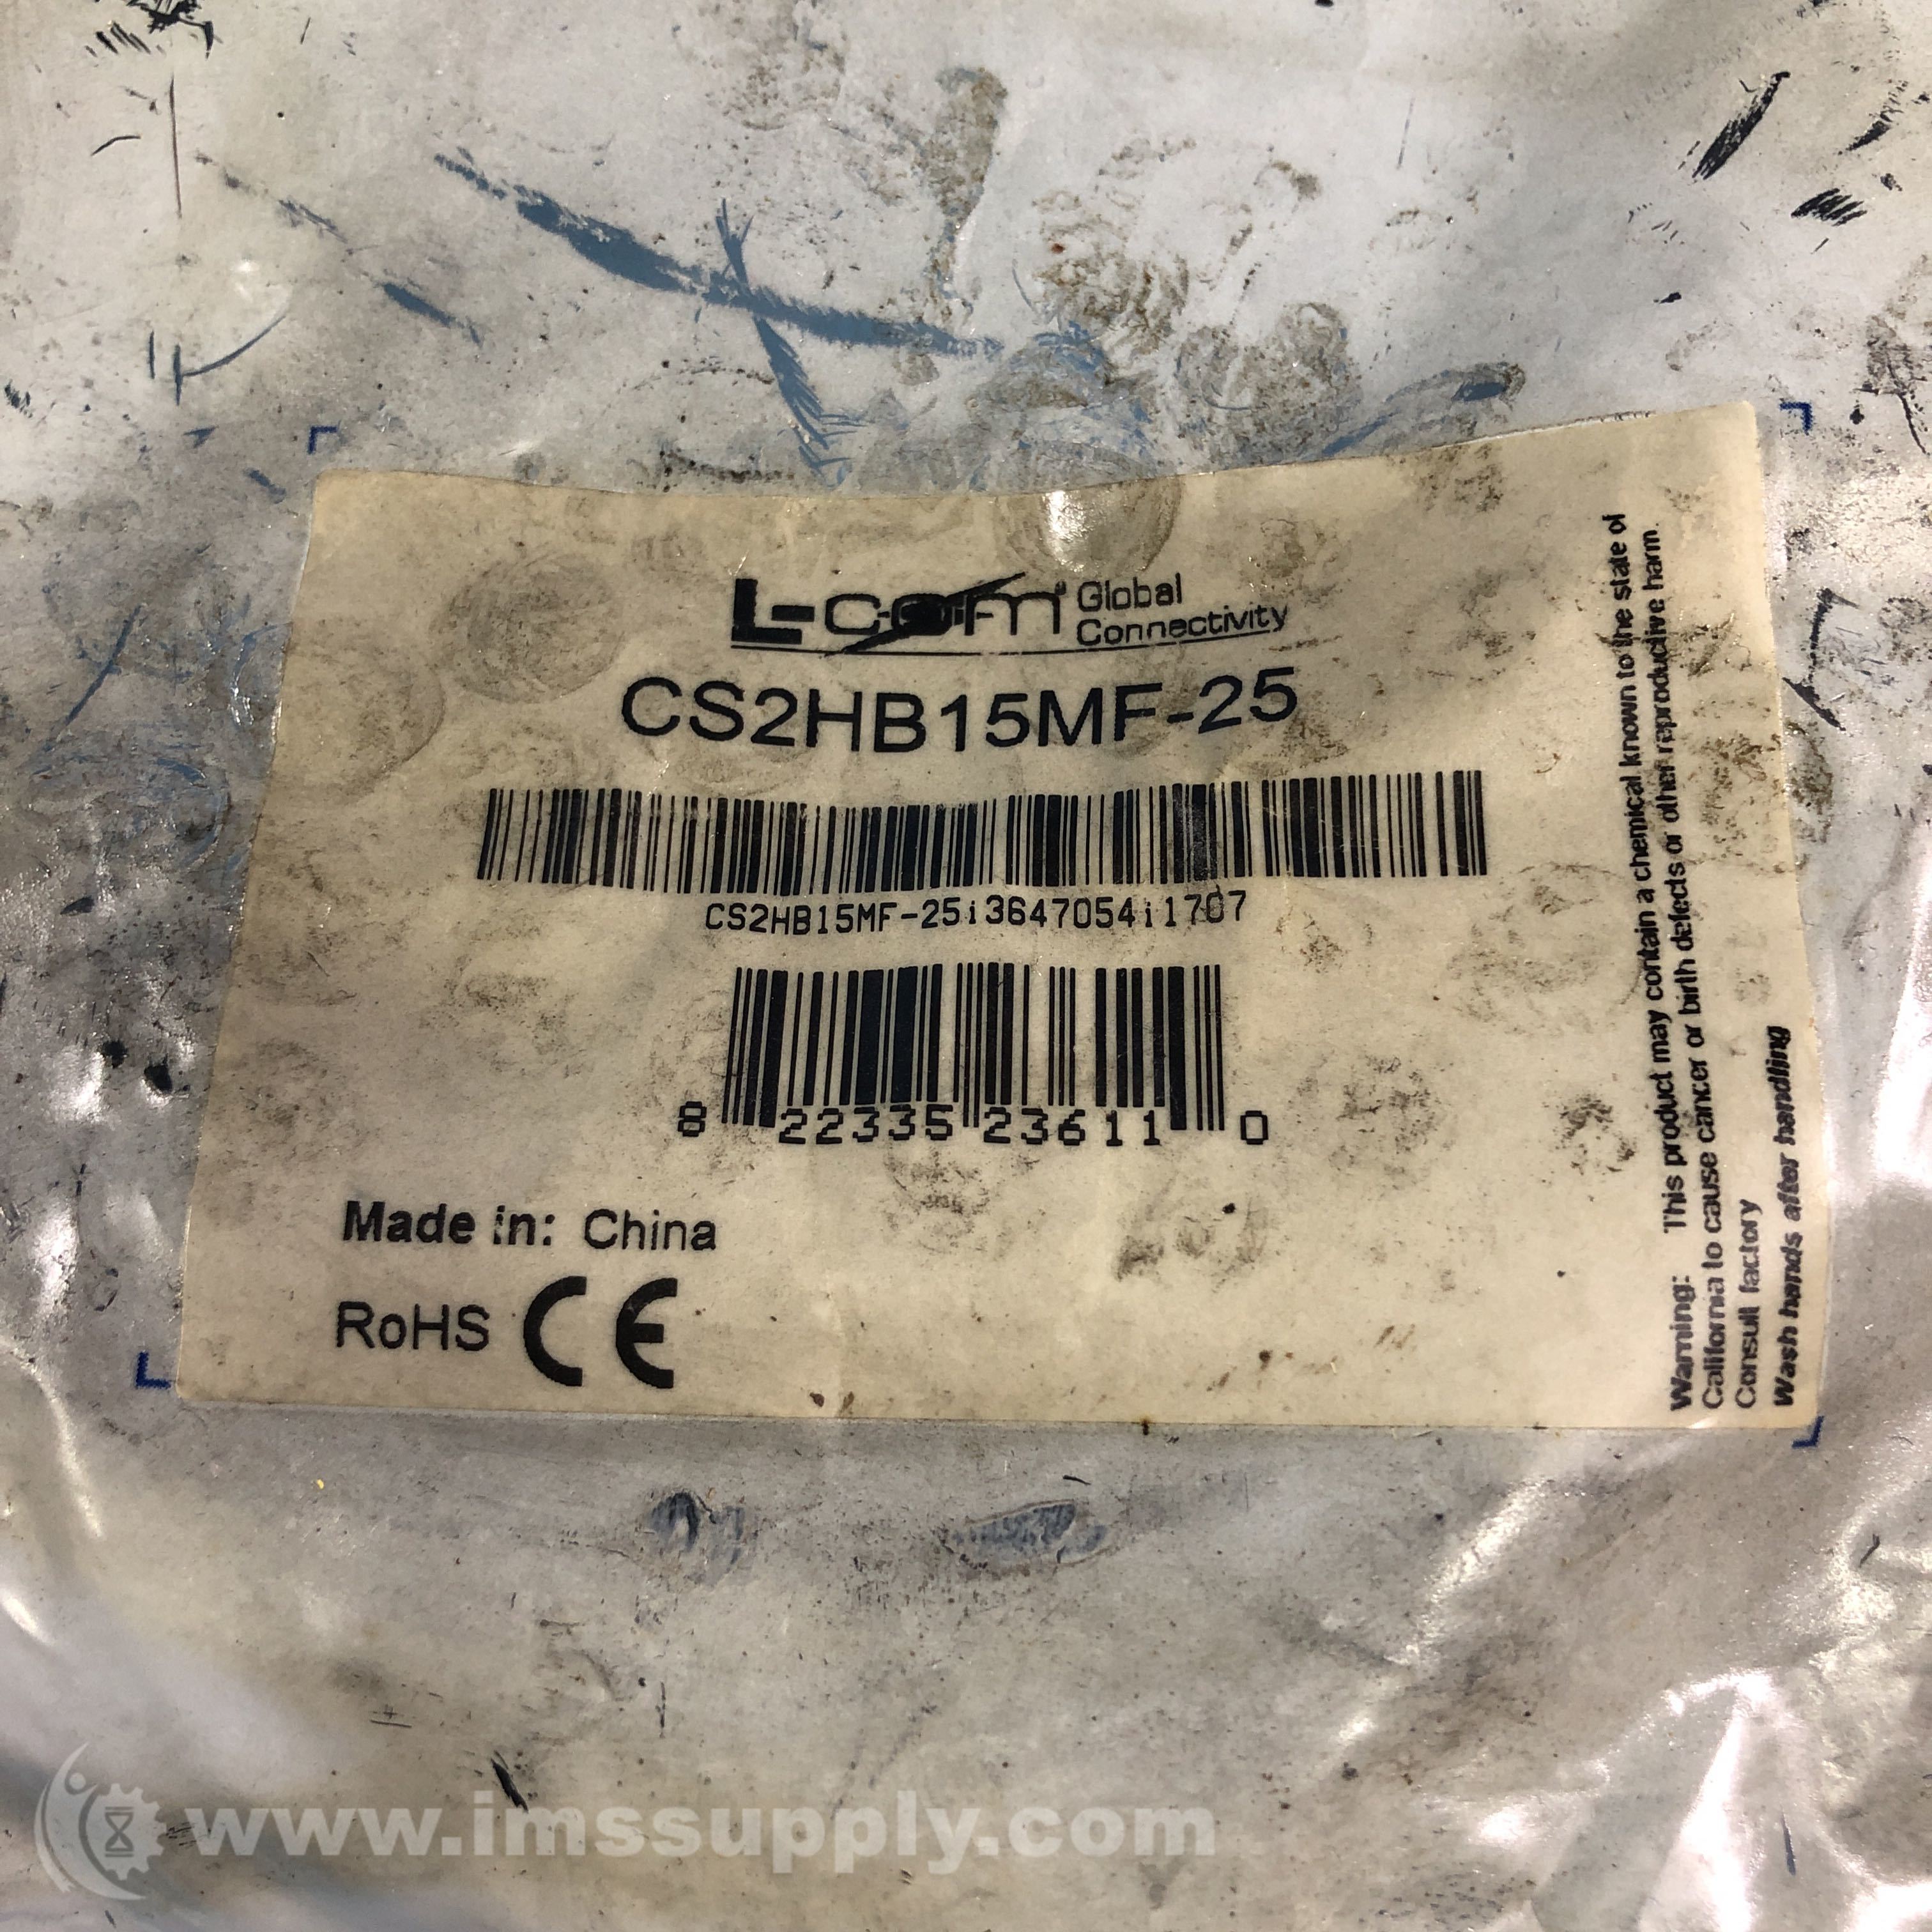 L-com® Global
Connectivity
CS2HB15MF-25
CS2HB15MF-25i3647054i1707
8 22335 23611 0
Made in: China
RoHS CE
Warning: This product may contain a chemical known to the state of
California to cause cancer or birth defects or other reproductive harm.
Consult factory
Wash hands after handling
www.imssupply.com